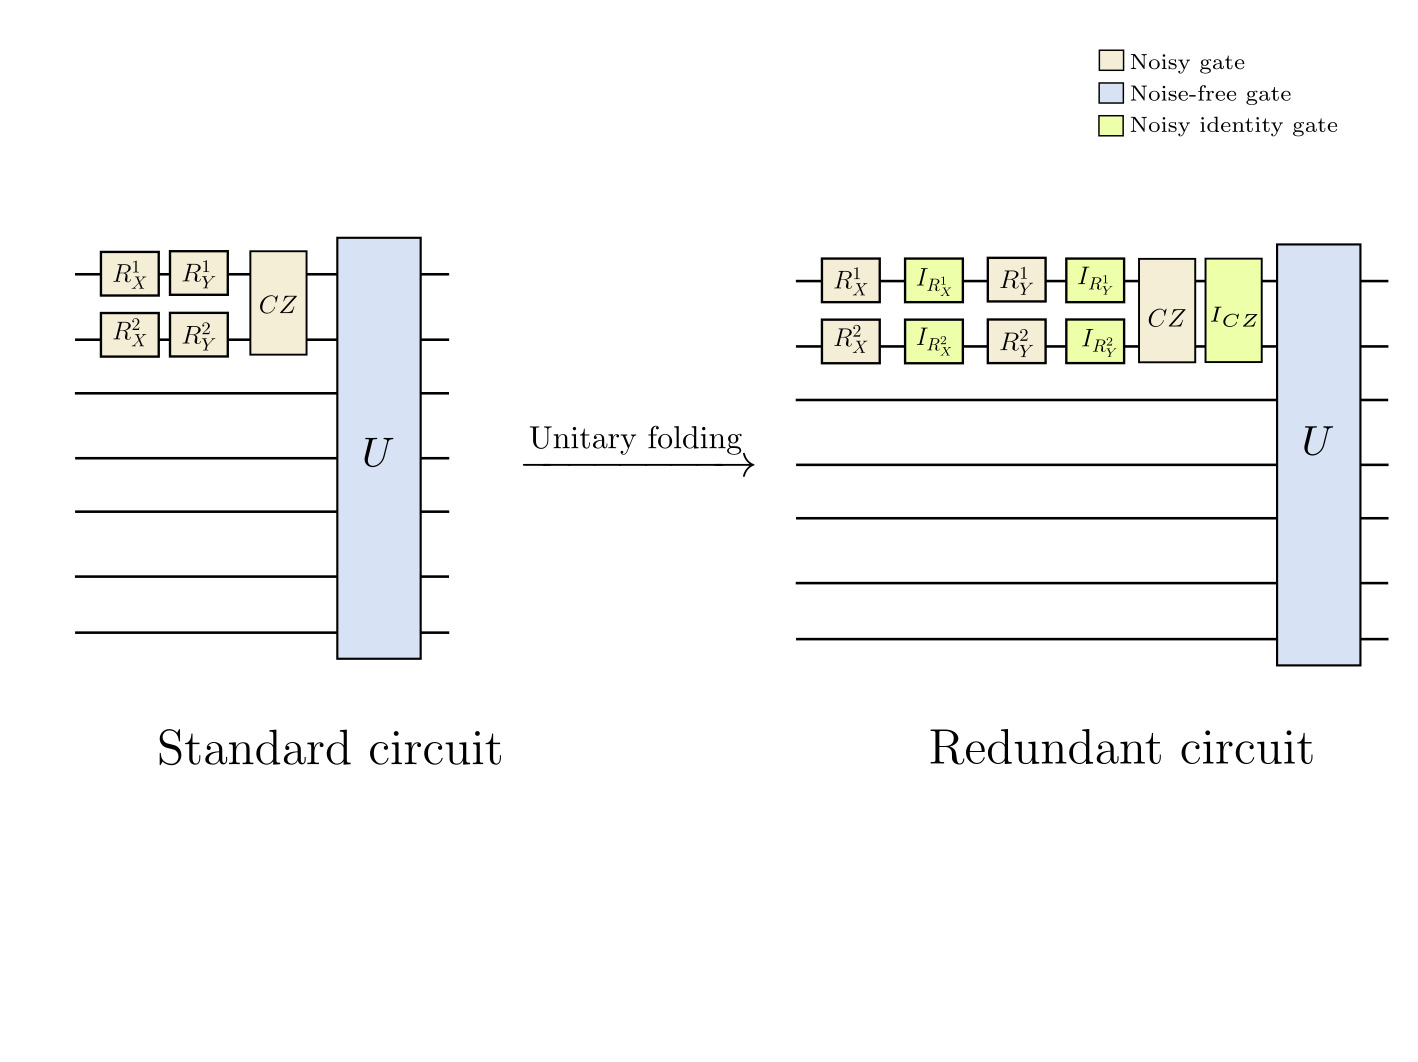 Noisy gate
Noise-free gate
Noisy identity gate
$R_X^1$ $R_Y^1$
$CZ$
$R_X^2$ $R_Y^2$
$U$
Unitary folding
$R_X^1$ $I_{R_X^1}$ $R_Y^1$ $I_{R_Y^1}$
$CZ$ $I_{CZ}$
$R_X^2$ $I_{R_X^2}$ $R_Y^2$ $I_{R_Y^2}$
$U$
Standard circuit
Redundant circuit